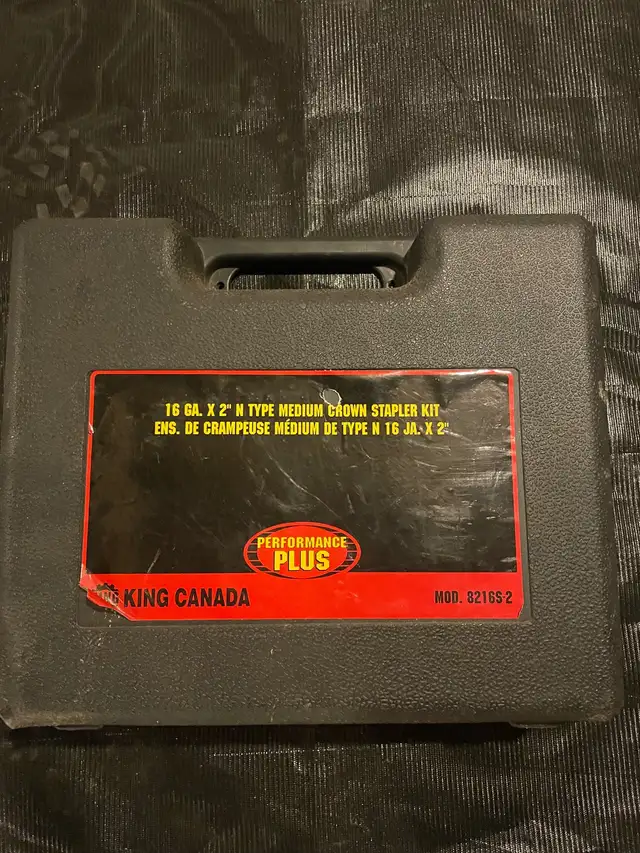 16 GA. X 2" N TYPE MEDIUM CROWN STAPLER KIT
ENS. DE CRAMPEUSE MÉDIUM DE TYPE N 16 JA. X 2"
PERFORMANCE
PLUS
KING CANADA
MOD. 8216S-2